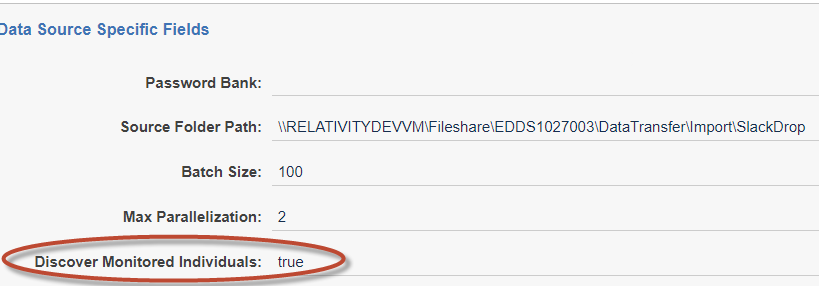 Data Source Specific Fields
Password Bank:
Source Folder Path: \\RELATIVITYDEVVM\Fileshare\EDDS1027003\DataTransfer\Import\SlackDrop
Batch Size: 100
Max Parallelization: 2
Discover Monitored Individuals: true